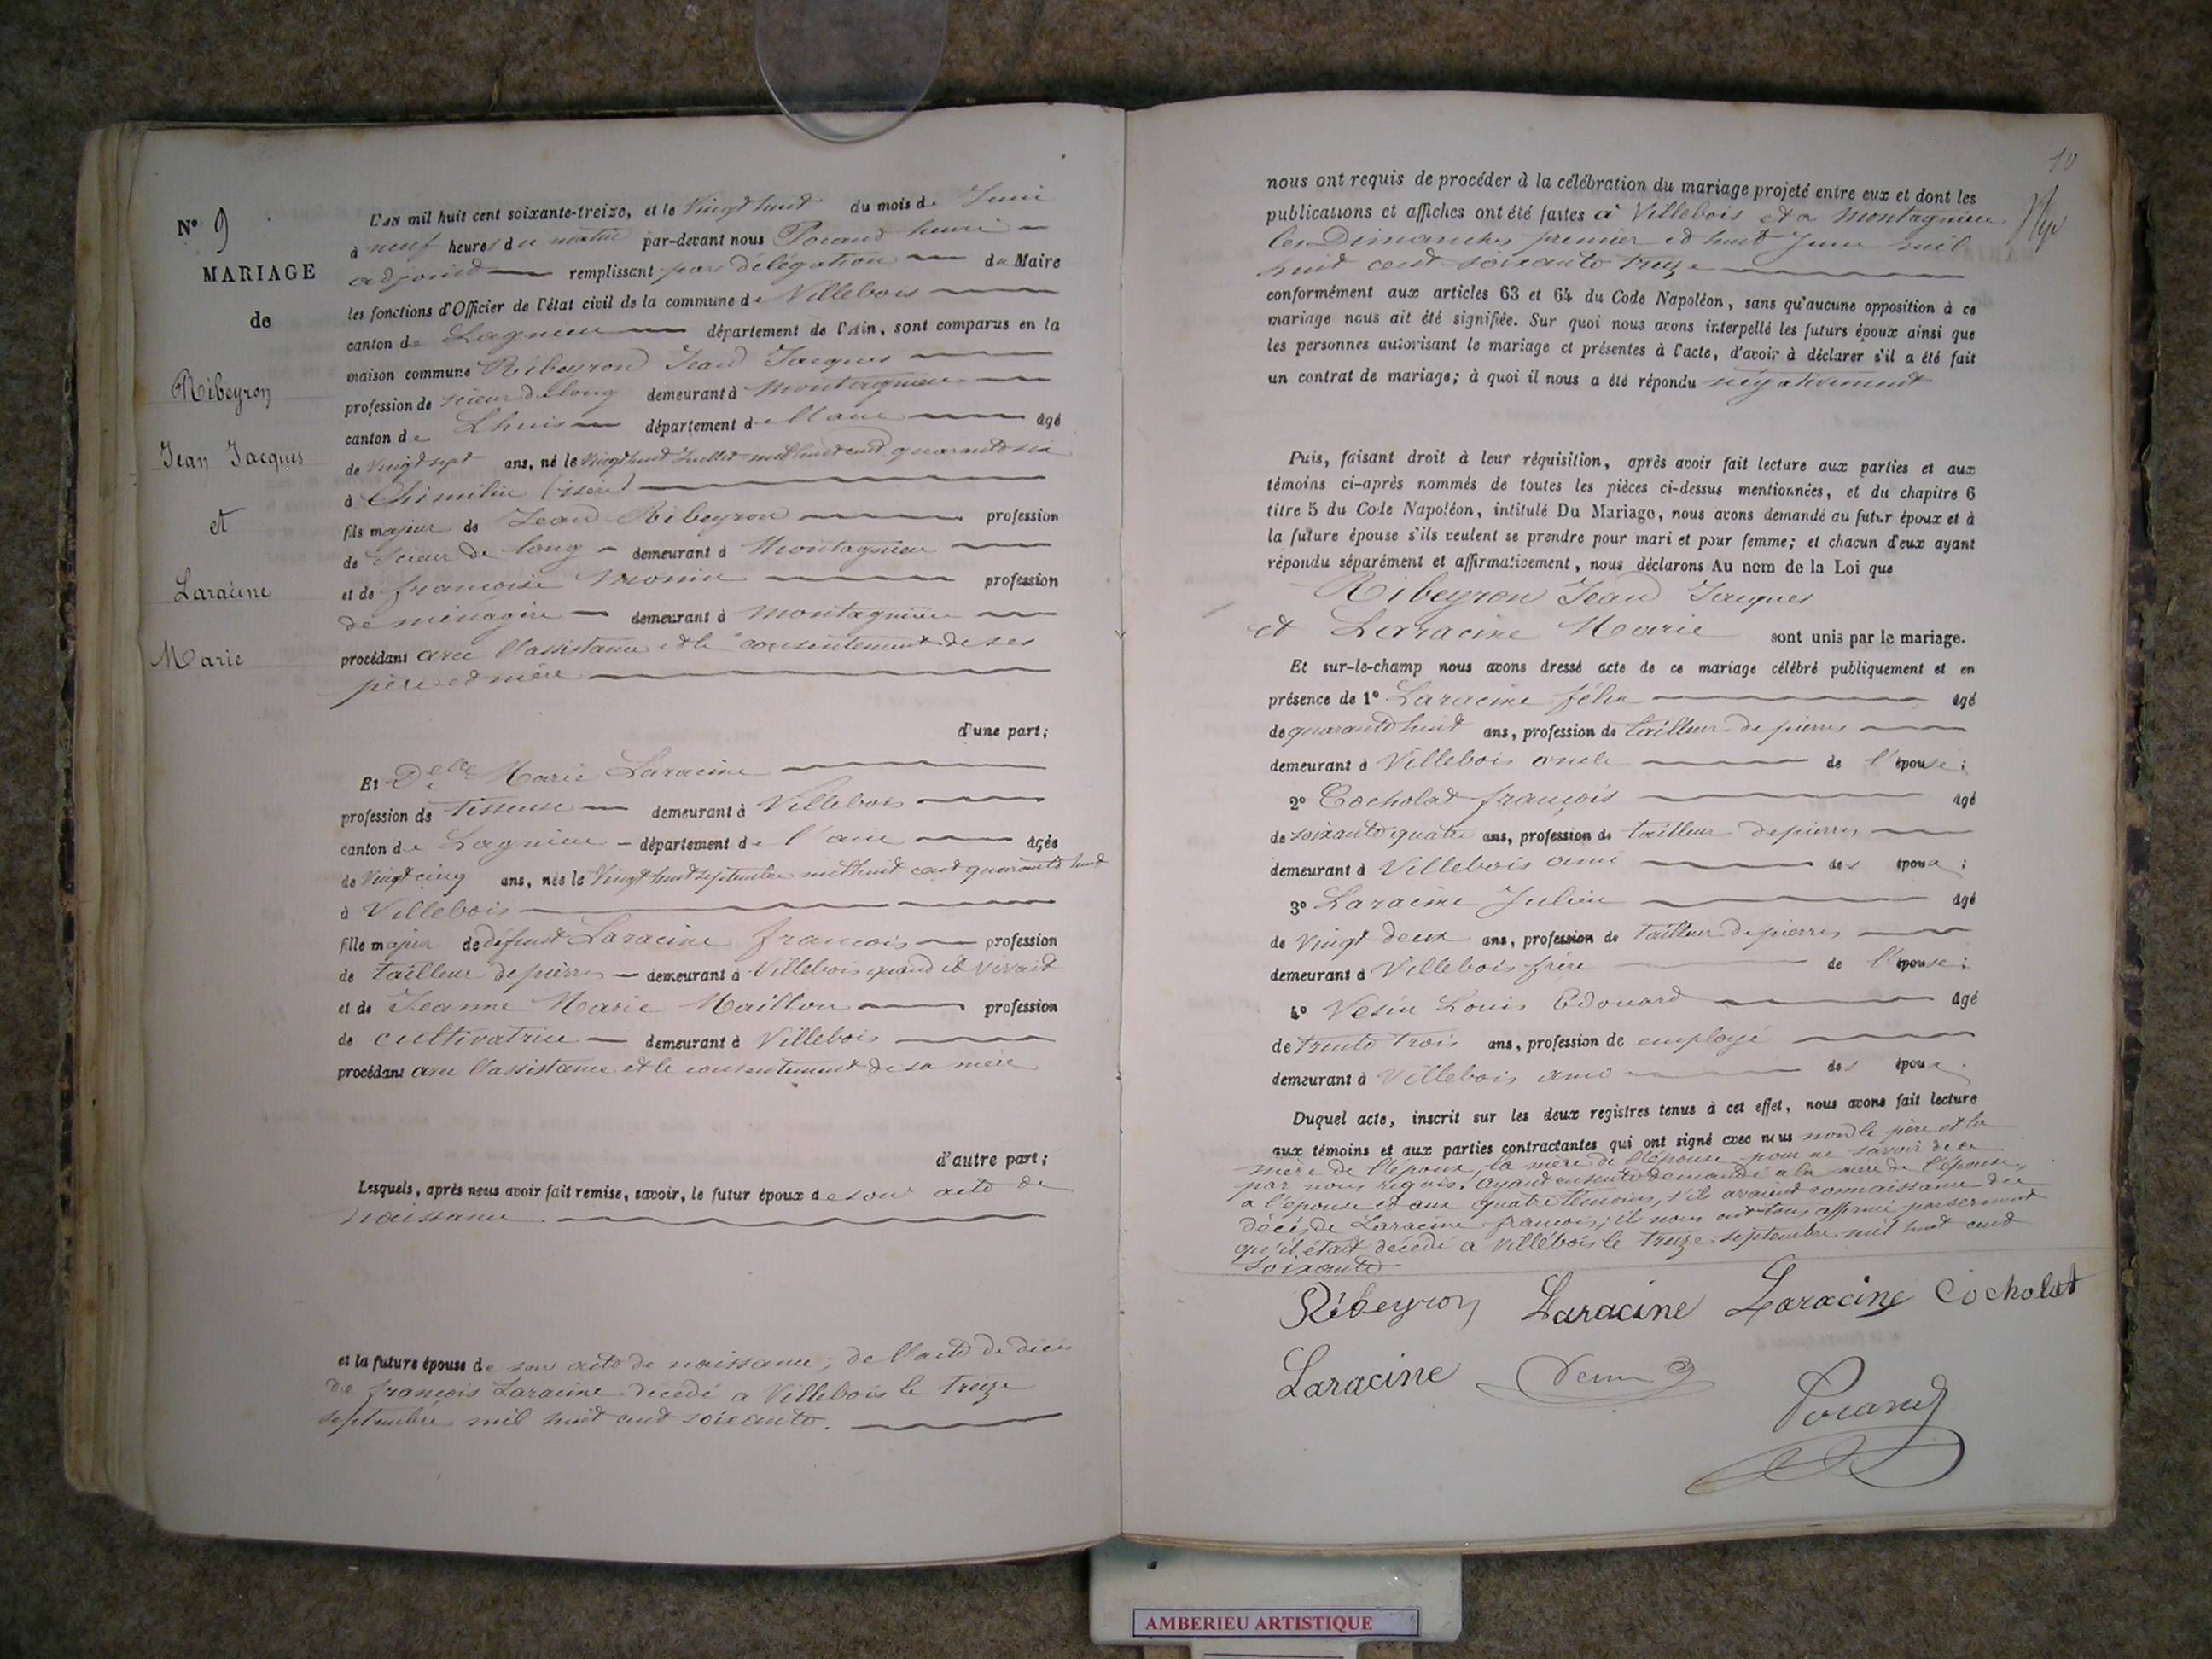 N° 9
MARIAGE
de
Ribeyron
Jean Jacques
et
Laracine
Marie
L'an mil huit cent soixante-treize, et le Vingt huit du mois de Juin
à neuf heures du matin par-devant nous Pocand henri
adjoint remplissant par délégation du Maire
les fonctions d'Officier de l'état civil de la commune de Villebois
canton de Lagnieu département de l'Ain, sont comparus en la
maison commune Ribeyron Jean Jacques
profession de scieur de long demeurant à Montagnieu
canton de Lhuis département de l'ain âgé
de Vingt sept ans, né le Vingt huit Juillet mil huit cent quarante six
à Chimilin (isère)
fils majeur de Jean Ribeyron profession
de Scieur de long demeurant à Montagnieu
et de françoise Monin profession
de ménagère demeurant à Montagnieu
procédant avec l'assistance et le consentement de ses
père et mère
d'une part;
Et Delle Marie Laracine
profession de tisseuse demeurant à Villebois
canton de Lagnieu département de l'ain âgée
de Vingt cinq ans, née le Vingt huit septembre mil huit cent quarante huit
à Villebois
fille majeur de défunt Laracine françois profession
de tailleur de pierres demeurant à Villebois quand il vivait
et de Jeanne Marie Maillon profession
de cultivatrice demeurant à Villebois
procédant avec l'assistance et le consentement de sa mère
d'autre part;
Lesquels, après nous avoir fait remise, savoir, le futur époux de son acte de
naissance
et la future épouse de son acte de naissance; de l'acte de décès
de françois Laracine décédé a Villebois le treize
septembre mil huit cent soixante.
10
nous ont requis de procéder à la célébration du mariage projeté entre eux et dont les
publications et affiches ont été faites à Villebois et a Montagnieu
les Dimanches premier et huit Juin mil
huit cent soixante treize
conformément aux articles 63 et 64 du Code Napoléon, sans qu'aucune opposition à ce
mariage nous ait été signifiée. Sur quoi nous avons interpellé les futurs époux ainsi que
les personnes autorisant le mariage et présentes à l'acte, d'avoir à déclarer s'il a été fait
un contrat de mariage; à quoi il nous a été répondu négativement
Puis, faisant droit à leur réquisition, après avoir fait lecture aux parties et aux
témoins ci-après nommés de toutes les pièces ci-dessus mentionnées, et du chapitre 6
titre 5 du Code Napoléon, intitulé Du Mariage, nous avons demandé au futur époux et à
la future épouse s'ils veulent se prendre pour mari et pour femme; et chacun d'eux ayant
répondu séparément et affirmativement, nous déclarons Au nom de la Loi que
Ribeyron Jean Jacques
et Laracine Marie sont unis par le mariage.
Et sur-le-champ nous avons dressé acte de ce mariage célébré publiquement et en
présence de 1° Laracine félix âgé
de quarante huit ans, profession de tailleur de pierres
demeurant à Villebois oncle de l'épouse;
2° Cocholat françois âgé
de soixante quatre ans, profession de tailleur de pierres
demeurant à Villebois ami des époux;
3° Laracine Julien âgé
de vingt deux ans, profession de tailleur de pierres
demeurant à Villebois frère de l'épouse;
4° Vesin Louis Edouard âgé
de trente trois ans, profession de employé
demeurant à Villebois ami des époux.
Duquel acte, inscrit sur les deux registres tenus à cet effet, nous avons fait lecture
aux témoins et aux parties contractantes qui ont signé avec nous non le père et la
mère de l'époux, la mère de l'épouse pour ne savoir de ce
par nous requis. ayant ensuite demandé a la mère de l'épouse,
a l'épouse et aux quatre témoins, s'ils avaient connaissance du
décès de Laracine françois; ils nous ont tous affirmé par serment
qu'il était décédé a Villebois le treize septembre mil huit cent
soixante
Ribeyron Laracine Laracine Cocholat
Laracine
Pocand
AMBERIEU ARTISTIQUE